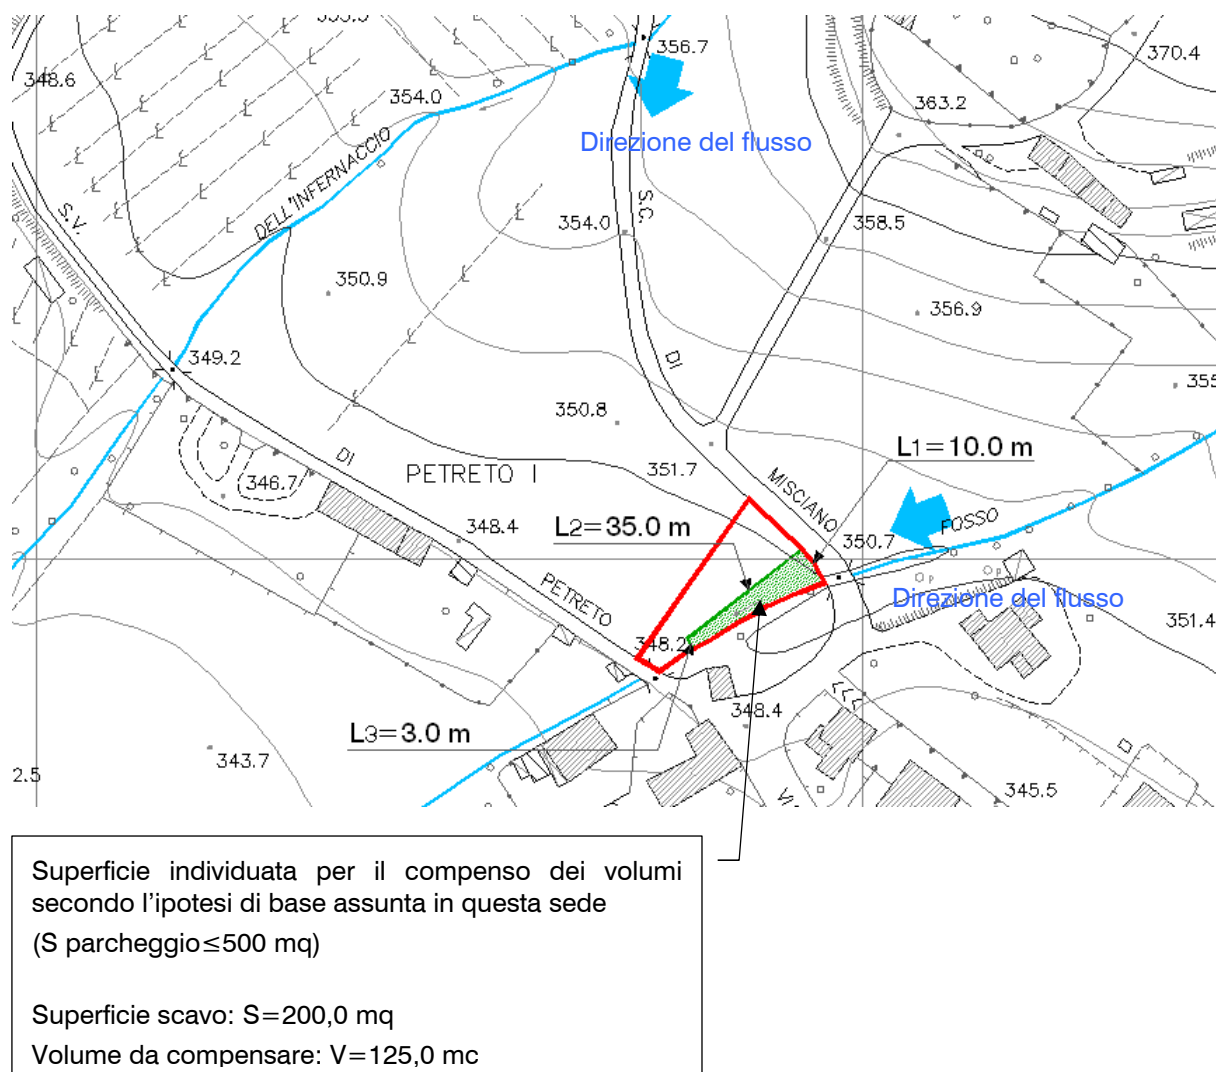 356.7
370.4
348.6
354.0
363.2
Direzione del flusso
DELL'INFERNACCIO
S.V.
S.C.
354.0
358.5
350.9
356.9
349.2
DI
355
350.8
L1=10.0 m
DI
351.7
MISCIANO
346.7
PETRETO I
L2=35.0 m
348.4
350.7
FOSSO
PETRETO
Direzione del flusso
348.2
351.4
L3=3.0 m
348.4
343.7
2.5
345.5
Superficie individuata per il compenso dei volumi
secondo l'ipotesi di base assunta in questa sede
(S parcheggio≤500 mq)
Superficie scavo: S=200,0 mq
Volume da compensare: V=125,0 mc